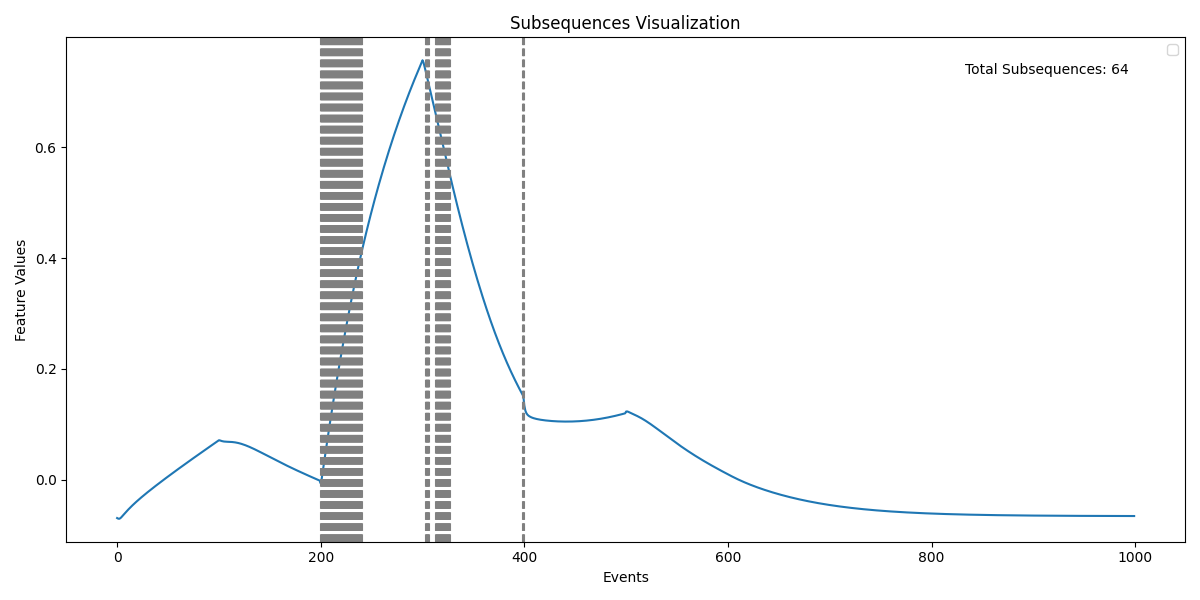 Subsequences Visualization
Total Subsequences: 64
Feature Values
0.6
0.4
0.2
0.0
0 200 400 600 800 1000
Events